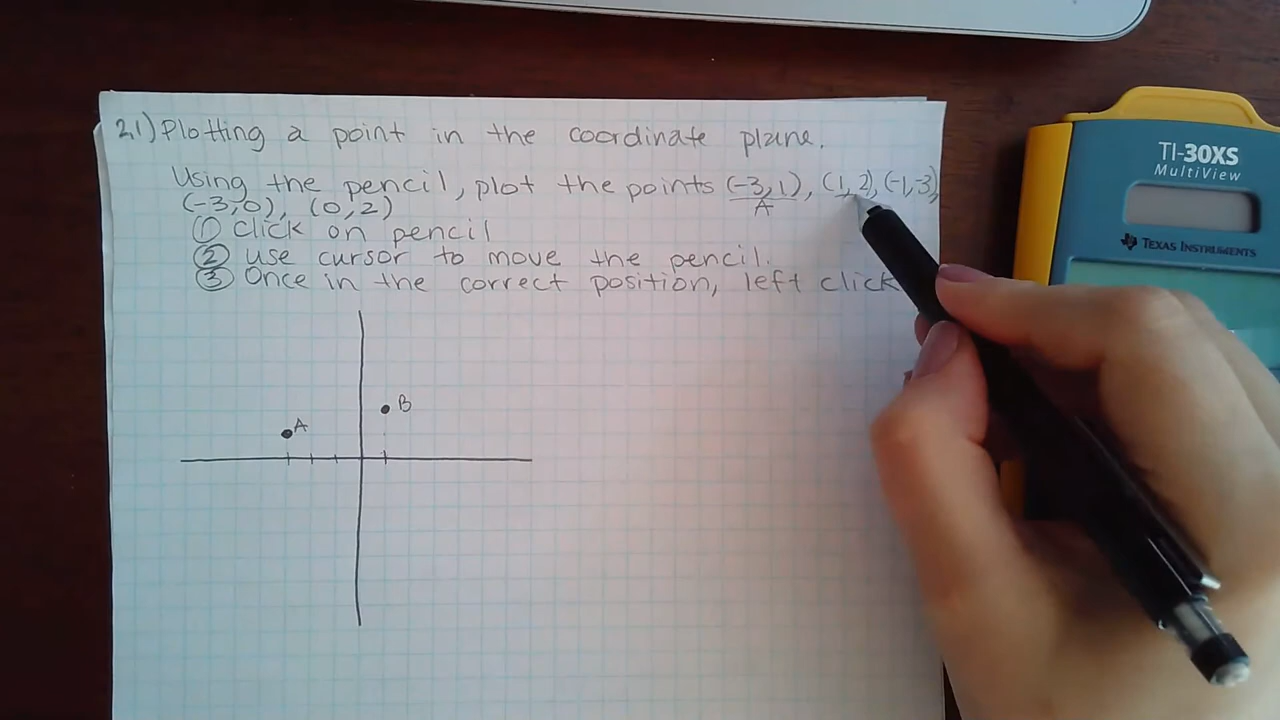 2.1) Plotting a point in the coordinate plane.
Using the pencil, plot the points (-3,1), (1,2), (-1,-3),
A
(-3,0), (0,2)
① Click on pencil
② use cursor to move the pencil.
③ Once in the correct position, left click
A
B
TI-30XS
MultiView
TEXAS INSTRUMENTS